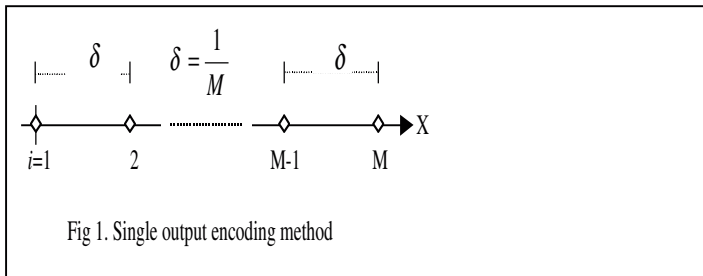 δ δ = 1/M δ
X
i=1 2 M-1 M
Fig 1. Single output encoding method